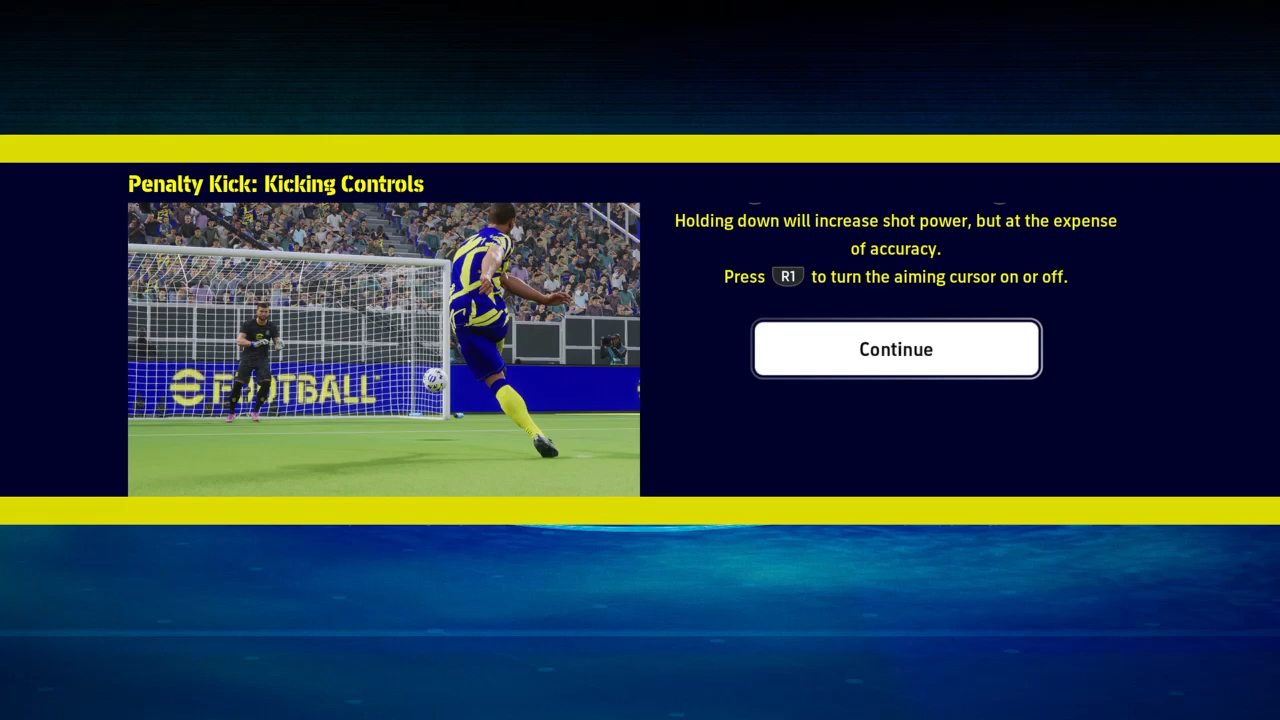 Penalty Kick: Kicking Controls
Holding down will increase shot power, but at the expense
of accuracy.
Press R1 to turn the aiming cursor on or off.
Continue
FOOTBALL